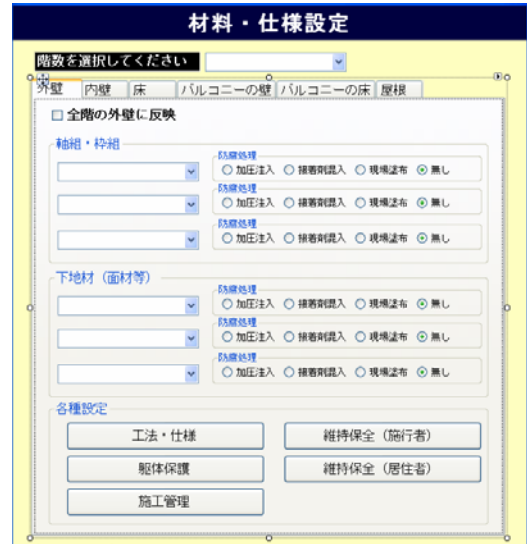 材料・仕様設定
階数を選択してください
外壁 内壁 床 バルコニーの壁 バルコニーの床 屋根
全階の外壁に反映
軸組・枠組
防腐処理
加圧注入 接着剤混入 現場塗布 無し
防腐処理
加圧注入 接着剤混入 現場塗布 無し
防腐処理
加圧注入 接着剤混入 現場塗布 無し
下地材（面材等）
防腐処理
加圧注入 接着剤混入 現場塗布 無し
防腐処理
加圧注入 接着剤混入 現場塗布 無し
防腐処理
加圧注入 接着剤混入 現場塗布 無し
各種設定
工法・仕様 維持保全（施行者）
躯体保護 維持保全（居住者）
施工管理